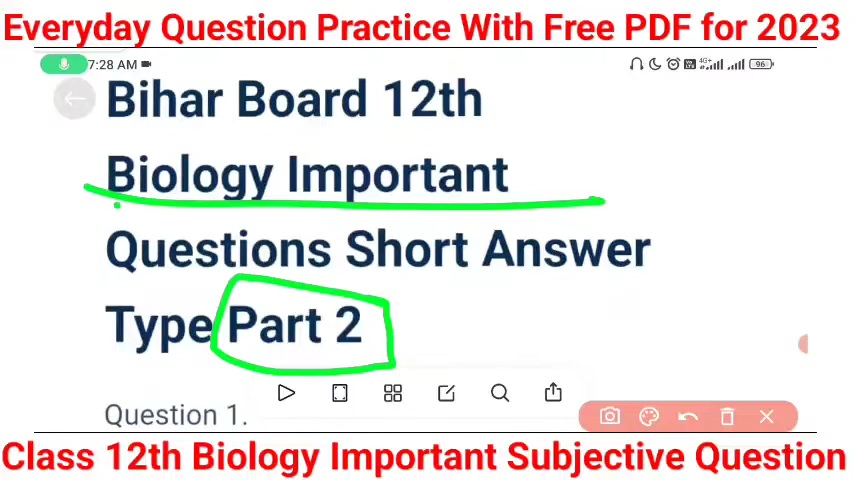 Everyday Question Practice With Free PDF for 2023
7:28 AM 4G+ 96
Bihar Board 12th
Biology Important
Questions Short Answer
Type Part 2
Question 1.
Class 12th Biology Important Subjective Question